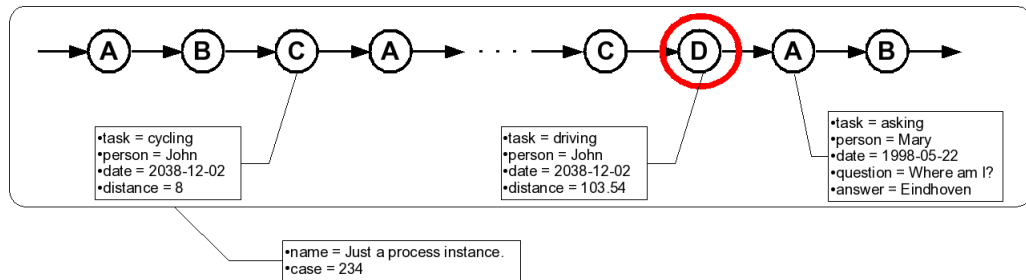 A B C A . . . C D A B
•task = cycling
•person = John
•date = 2038-12-02
•distance = 8
•task = driving
person = John
•date = 2038-12-02
•distance = 103.54
•task = asking
•person = Mary
•date = 1998-05-22
•question = Where am I?
•answer = Eindhoven
•name = Just a process instance.
•case = 234